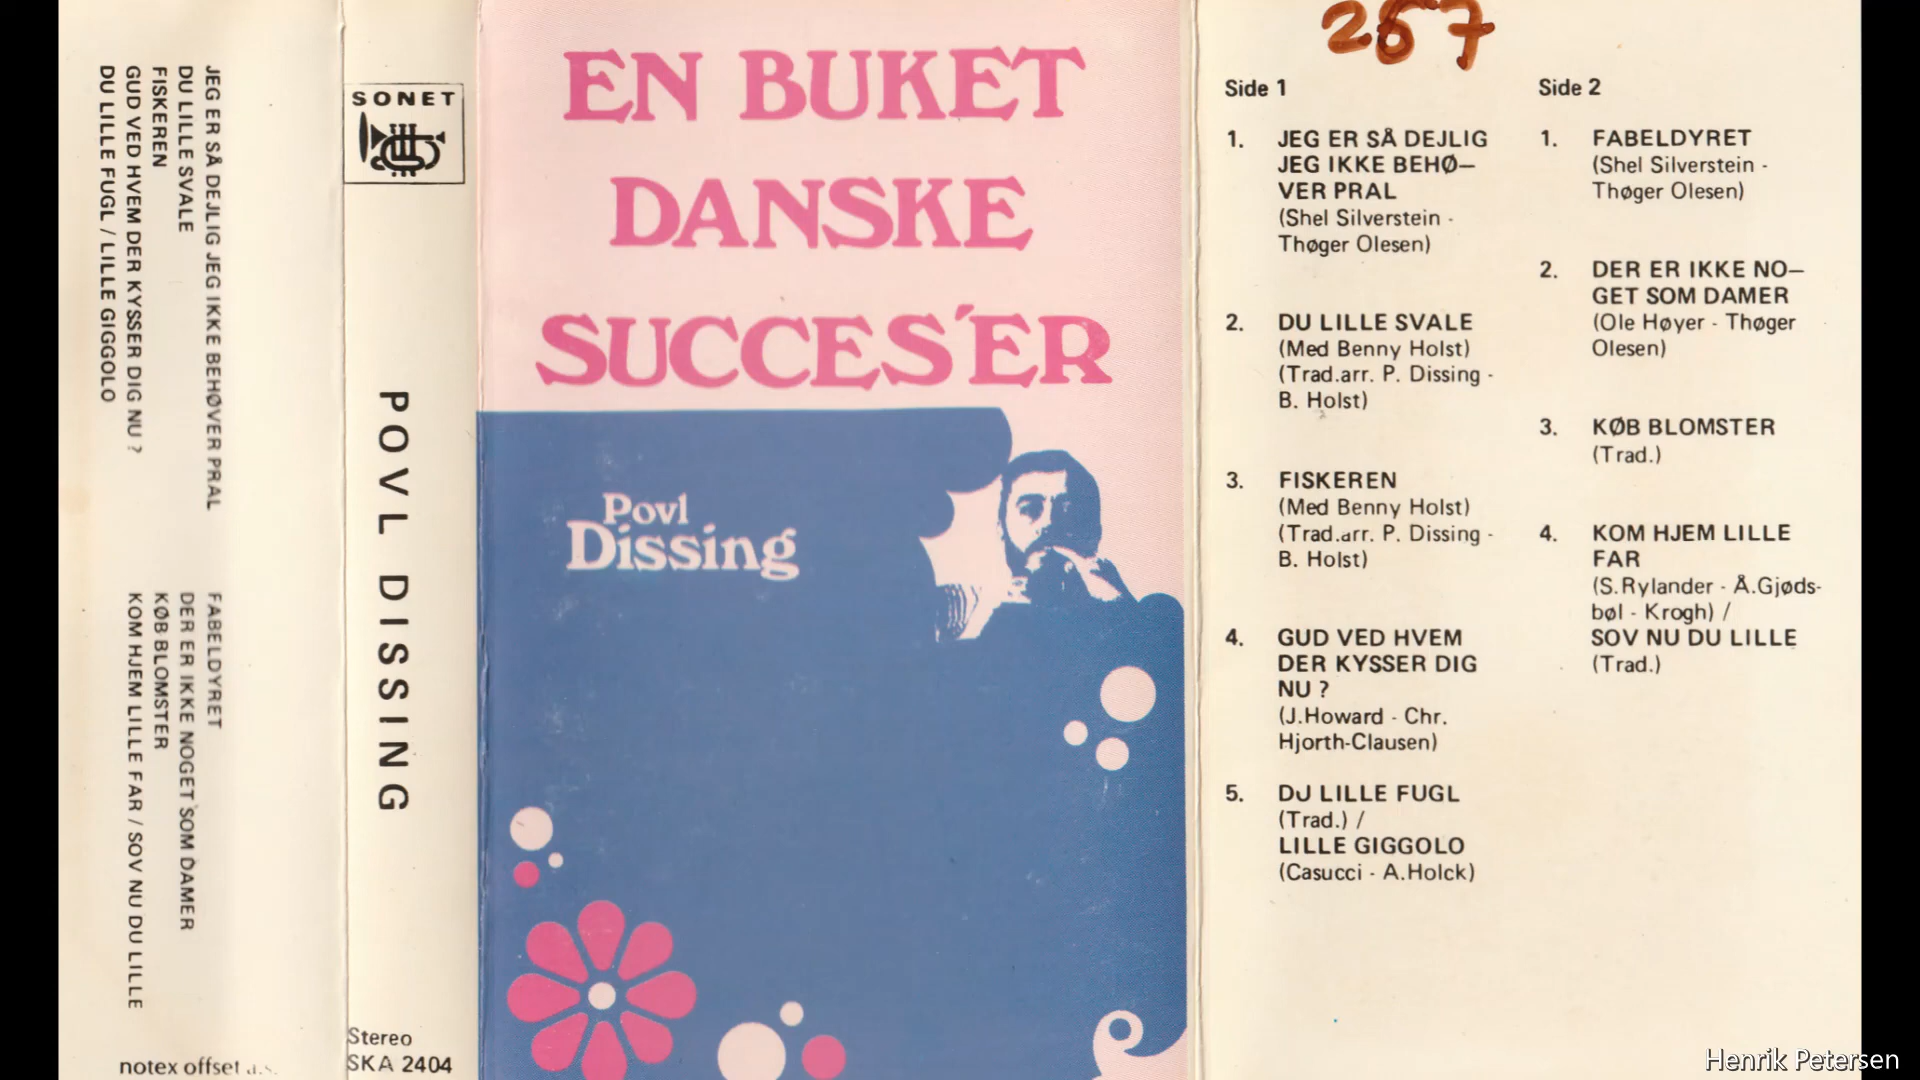 JEG ER SÅ DEJLIG JEG IKKE BEHØVER PRAL
DU LILLE SVALE
FISKEREN
GUD VED HVEM DER KYSSER DIG NU ?
DU LILLE FUGL / LILLE GIGGOLO
FABELDYRET
DER ER IKKE NOGET SOM DAMER
KØB BLOMSTER
KOM HJEM LILLE FAR / SOV NU DU LILLE
notex offset
SONET
POVL DISSING
Stereo
SKA 2404
EN BUKET
DANSKE
SUCCES'ER
Povl
Dissing
267
Side 1
1. JEG ER SÅ DEJLIG
JEG IKKE BEHØ–
VER PRAL
(Shel Silverstein -
Thøger Olesen)
2. DU LILLE SVALE
(Med Benny Holst)
(Trad.arr. P. Dissing -
B. Holst)
3. FISKEREN
(Med Benny Holst)
(Trad.arr. P. Dissing -
B. Holst)
4. GUD VED HVEM
DER KYSSER DIG
NU ?
(J.Howard - Chr.
Hjorth-Clausen)
5. DU LILLE FUGL
(Trad.) /
LILLE GIGGOLO
(Casucci - A.Holck)
Side 2
1. FABELDYRET
(Shel Silverstein -
Thøger Olesen)
2. DER ER IKKE NO–
GET SOM DAMER
(Ole Høyer - Thøger
Olesen)
3. KØB BLOMSTER
(Trad.)
4. KOM HJEM LILLE
FAR
(S.Rylander - Å.Gjøds-
bøl - Krogh) /
SOV NU DU LILLE
(Trad.)
Henrik Petersen